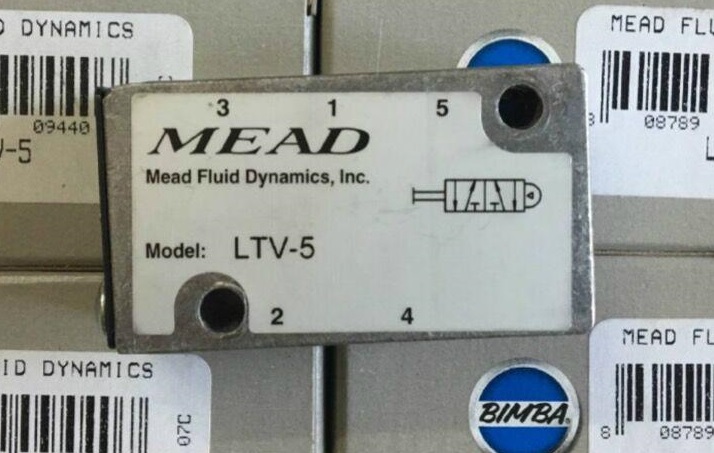 DYNAMICS
09440
V-5
MEAD FLU
08789
3 1 5
MEAD
Mead Fluid Dynamics, Inc.
Model: LTV-5
2 4
ID DYNAMICS
07C
BIMBA
MEAD FL
8 08789